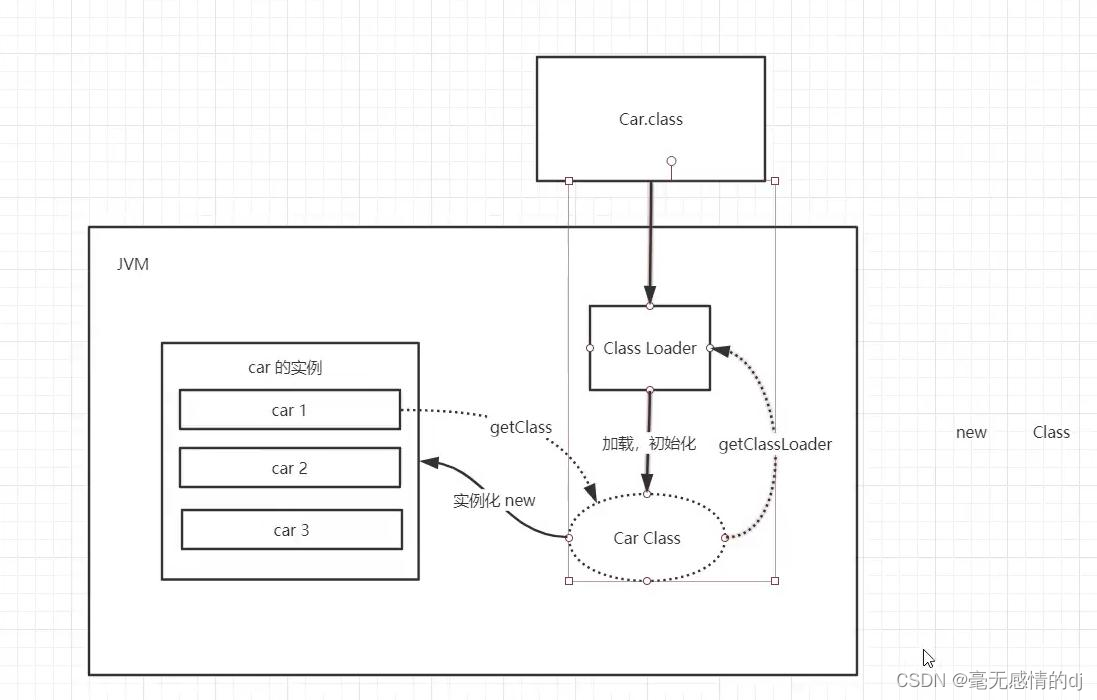 Car.class
JVM
Class Loader
car 的实例
car 1
getClass
new
Class
加载，初始化
getClassLoader
car 2
实例化 new
car 3
Car Class
CSDN @毫无感情的dj